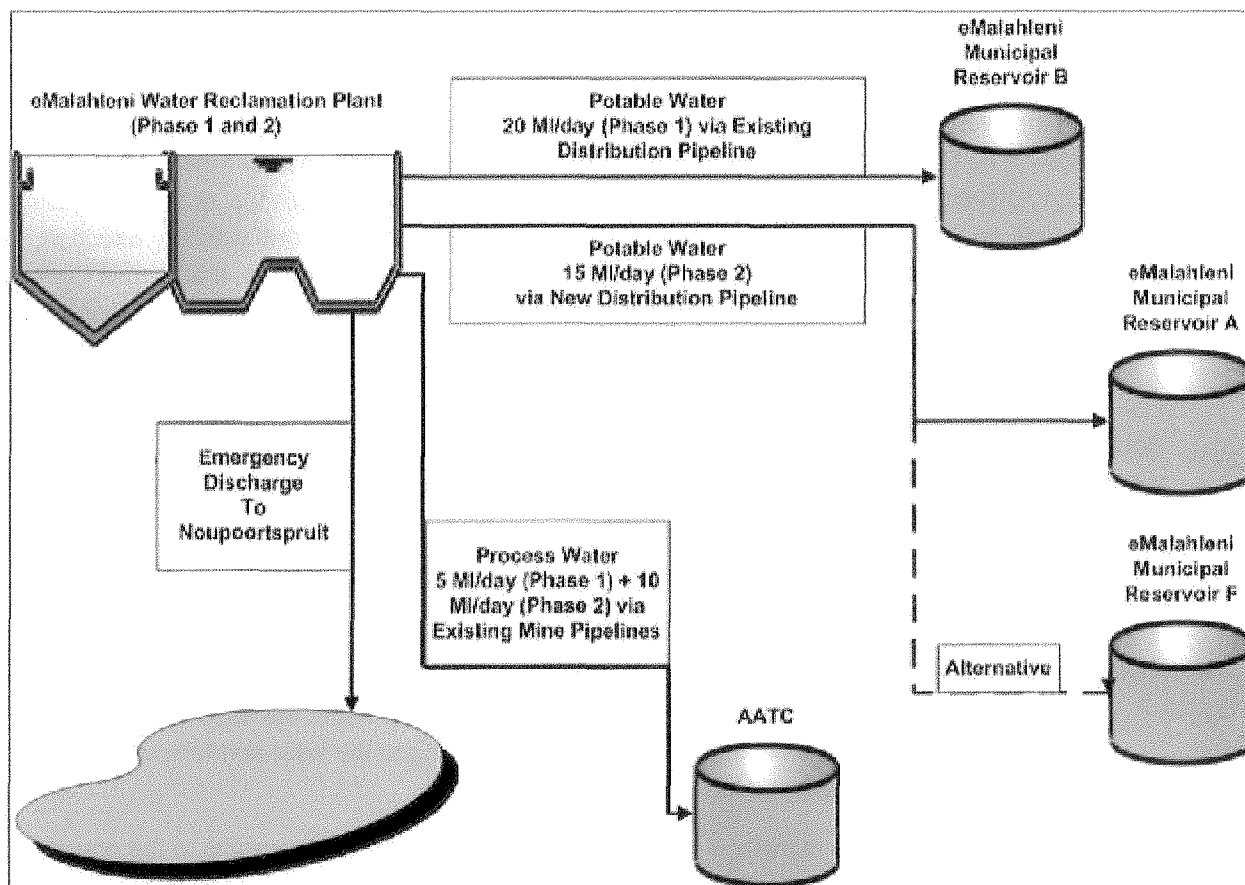 eMalahleni
Municipal
Reservoir B
eMalahleni Water Reclamation Plant
(Phase 1 and 2)
Potable Water
20 Ml/day (Phase 1) via Existing
Distribution Pipeline
Potable Water
15 Ml/day (Phase 2)
via New Distribution Pipeline
eMalahleni
Municipal
Reservoir A
Emergency
Discharge
To
Noupoortspruit
Process Water
5 Ml/day (Phase 1) + 10
Ml/day (Phase 2) via
Existing Mine Pipelines
eMalahleni
Municipal
Reservoir F
Alternative
AATC